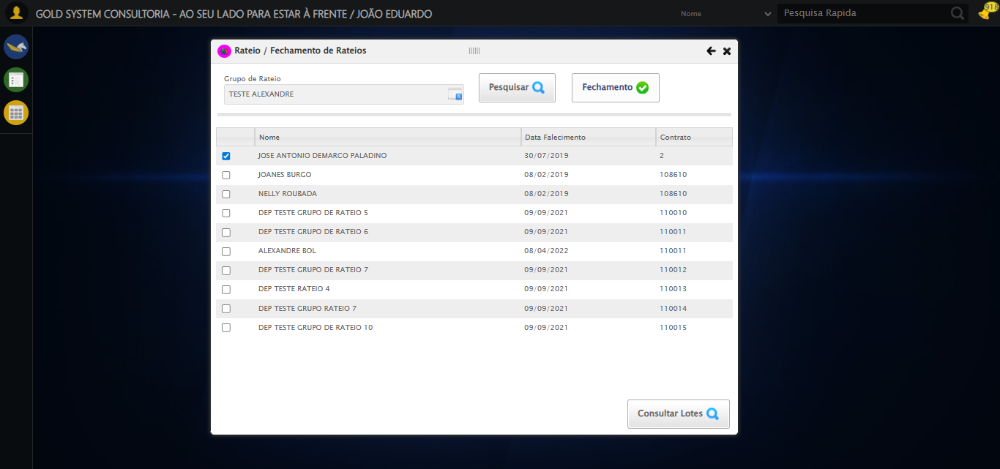 GOLD SYSTEM CONSULTORIA - AO SEU LADO PARA ESTAR À FRENTE / JOÃO EDUARDO
Nome
Pesquisa Rapida
918
Rateio / Fechamento de Rateios
Grupo de Rateio
TESTE ALEXANDRE
Pesquisar
Fechamento
Nome Data Falecimento Contrato
JOSE ANTONIO DEMARCO PALADINO 30/07/2019 2
JOANES BURGO 08/02/2019 108610
NELLY ROUBADA 08/02/2019 108610
DEP TESTE GRUPO DE RATEIO 5 09/09/2021 110010
DEP TESTE GRUPO DE RATEIO 6 09/09/2021 110011
ALEXANDRE BOL 08/04/2022 110011
DEP TESTE GRUPO DE RATEIO 7 09/09/2021 110012
DEP TESTE RATEIO 4 09/09/2021 110013
DEP TESTE GRUPO RATEIO 7 09/09/2021 110014
DEP TESTE GRUPO DE RATEIO 10 09/09/2021 110015
Consultar Lotes